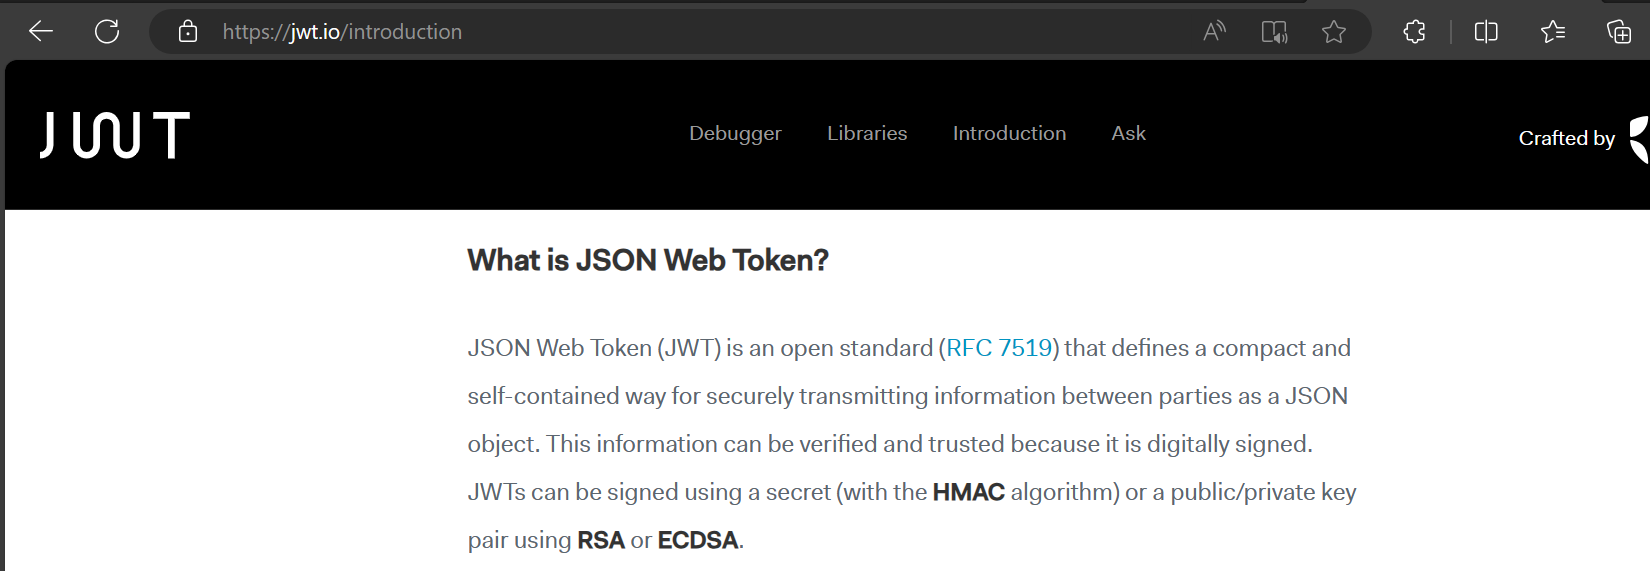 https://jwt.io/introduction
JWT
Debugger Libraries Introduction Ask
Crafted by
What is JSON Web Token?
JSON Web Token (JWT) is an open standard (RFC 7519) that defines a compact and
self-contained way for securely transmitting information between parties as a JSON
object. This information can be verified and trusted because it is digitally signed.
JWTs can be signed using a secret (with the HMAC algorithm) or a public/private key
pair using RSA or ECDSA.